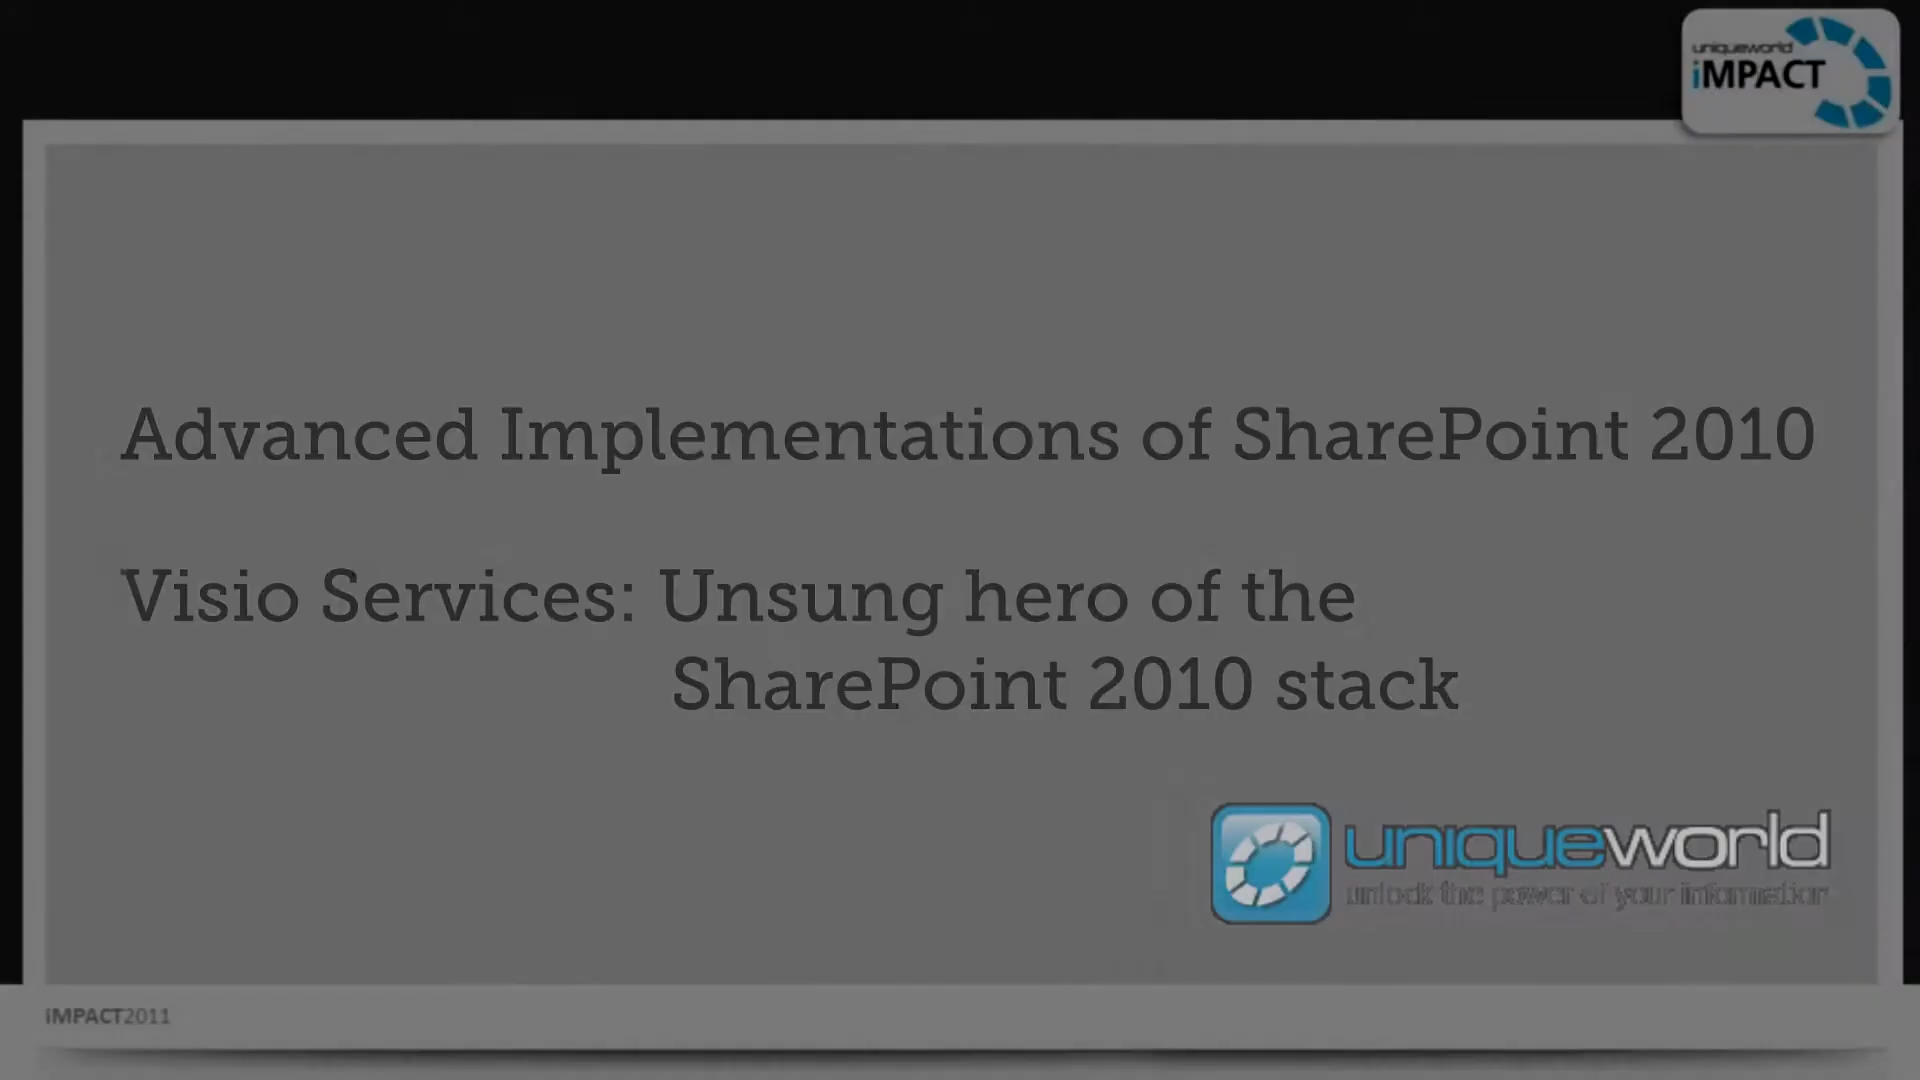 uniqueworld
iMPACT
Advanced Implementations of SharePoint 2010
Visio Services: Unsung hero of the
SharePoint 2010 stack
uniqueworld
unlock the power of your information
iMPACT2011